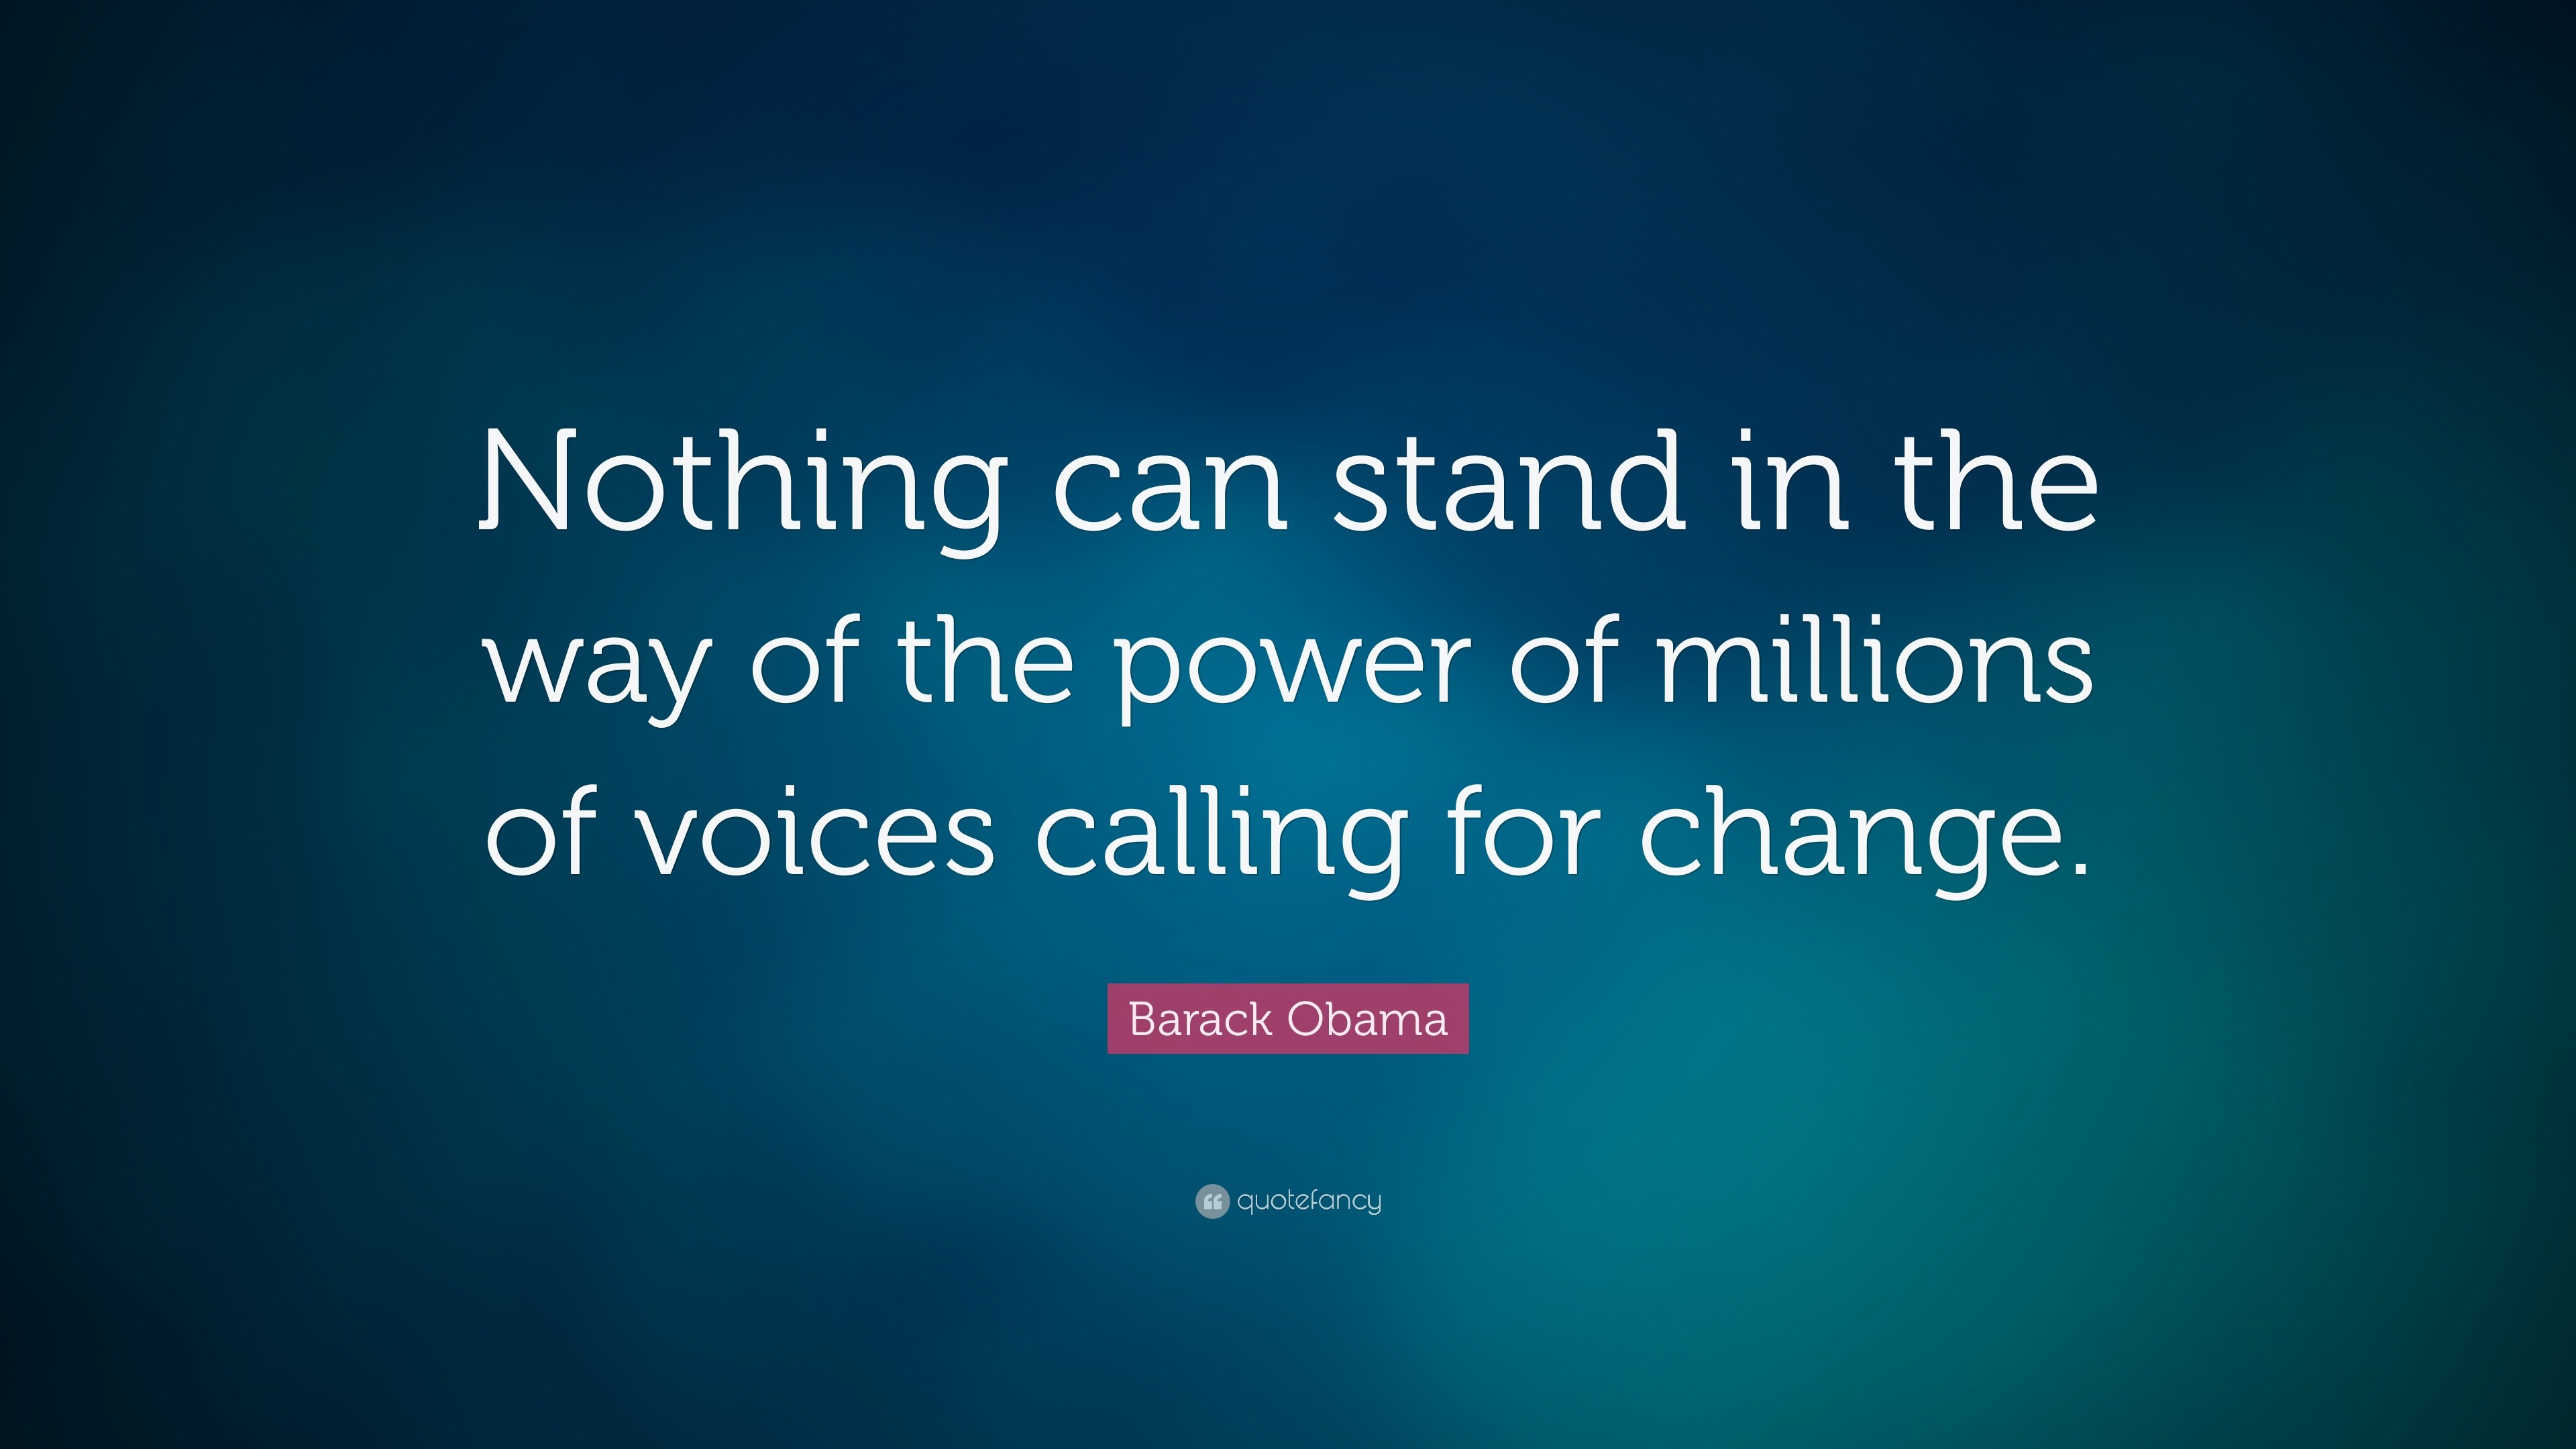 Nothing can stand in the
way of the power of millions
of voices calling for change.
Barack Obama
quotefancy